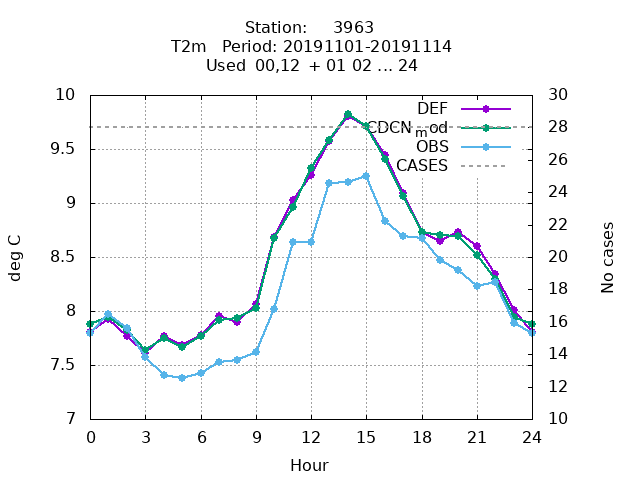 Station: 3963
T2m Period: 20191101-20191114
Used 00,12 + 01 02 ... 24
10
9.5
9
8.5
8
7.5
7
30
28
26
24
22
20
18
16
14
12
10
DEF
CDCN_mod
OBS
CASES
deg C
No cases
0 3 6 9 12 15 18 21 24
Hour